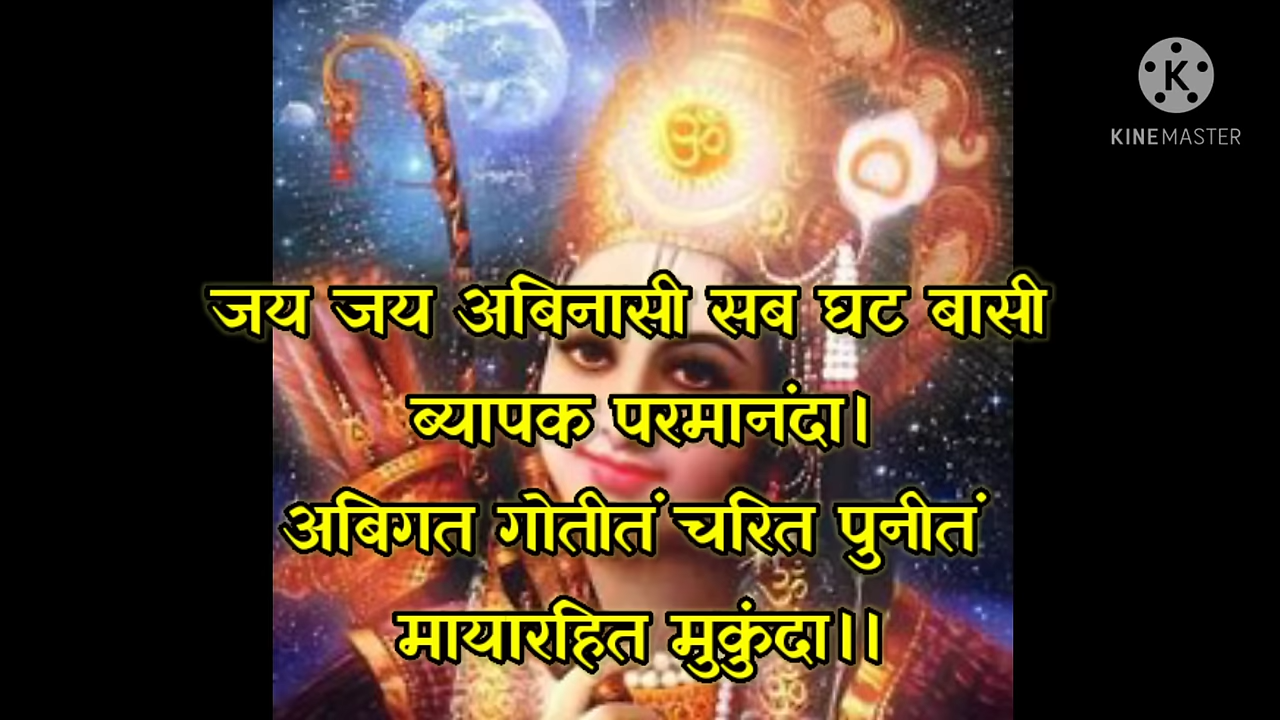 जय जय अबिनासी सब घट बासी
ब्यापक परमानंदा।
अबिगत गोतीतं चरित पुनीतं
मायारहित मुकुंदा।।
ॐ
K
KINEMASTER
ॐ
ॐ